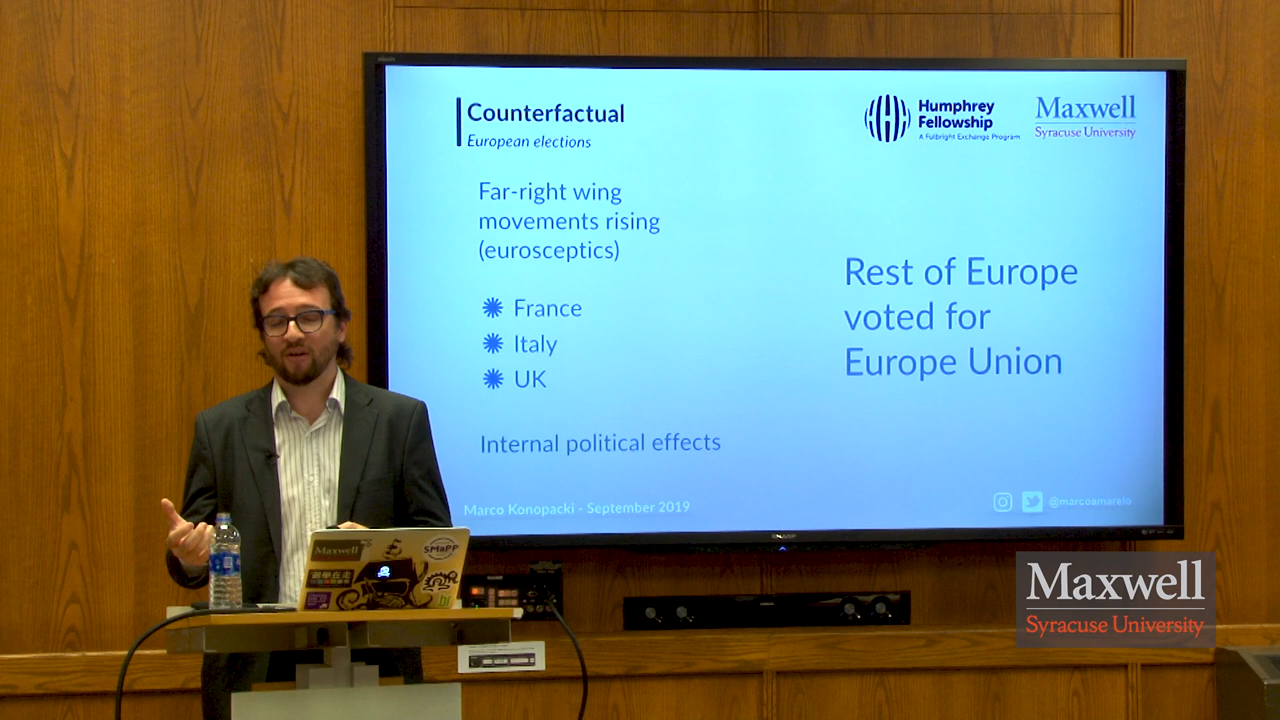 Counterfactual
European elections
Humphrey
Fellowship
A Fulbright Exchange Program
Maxwell
Syracuse University
Far-right wing
movements rising
(eurosceptics)
France
Italy
UK
Internal political effects
Rest of Europe
voted for
Europe Union
Marco Konopacki - September 2019
@marcoamarelo
SHARP
Maxwell
SMaPP
Maxwell
Syracuse University